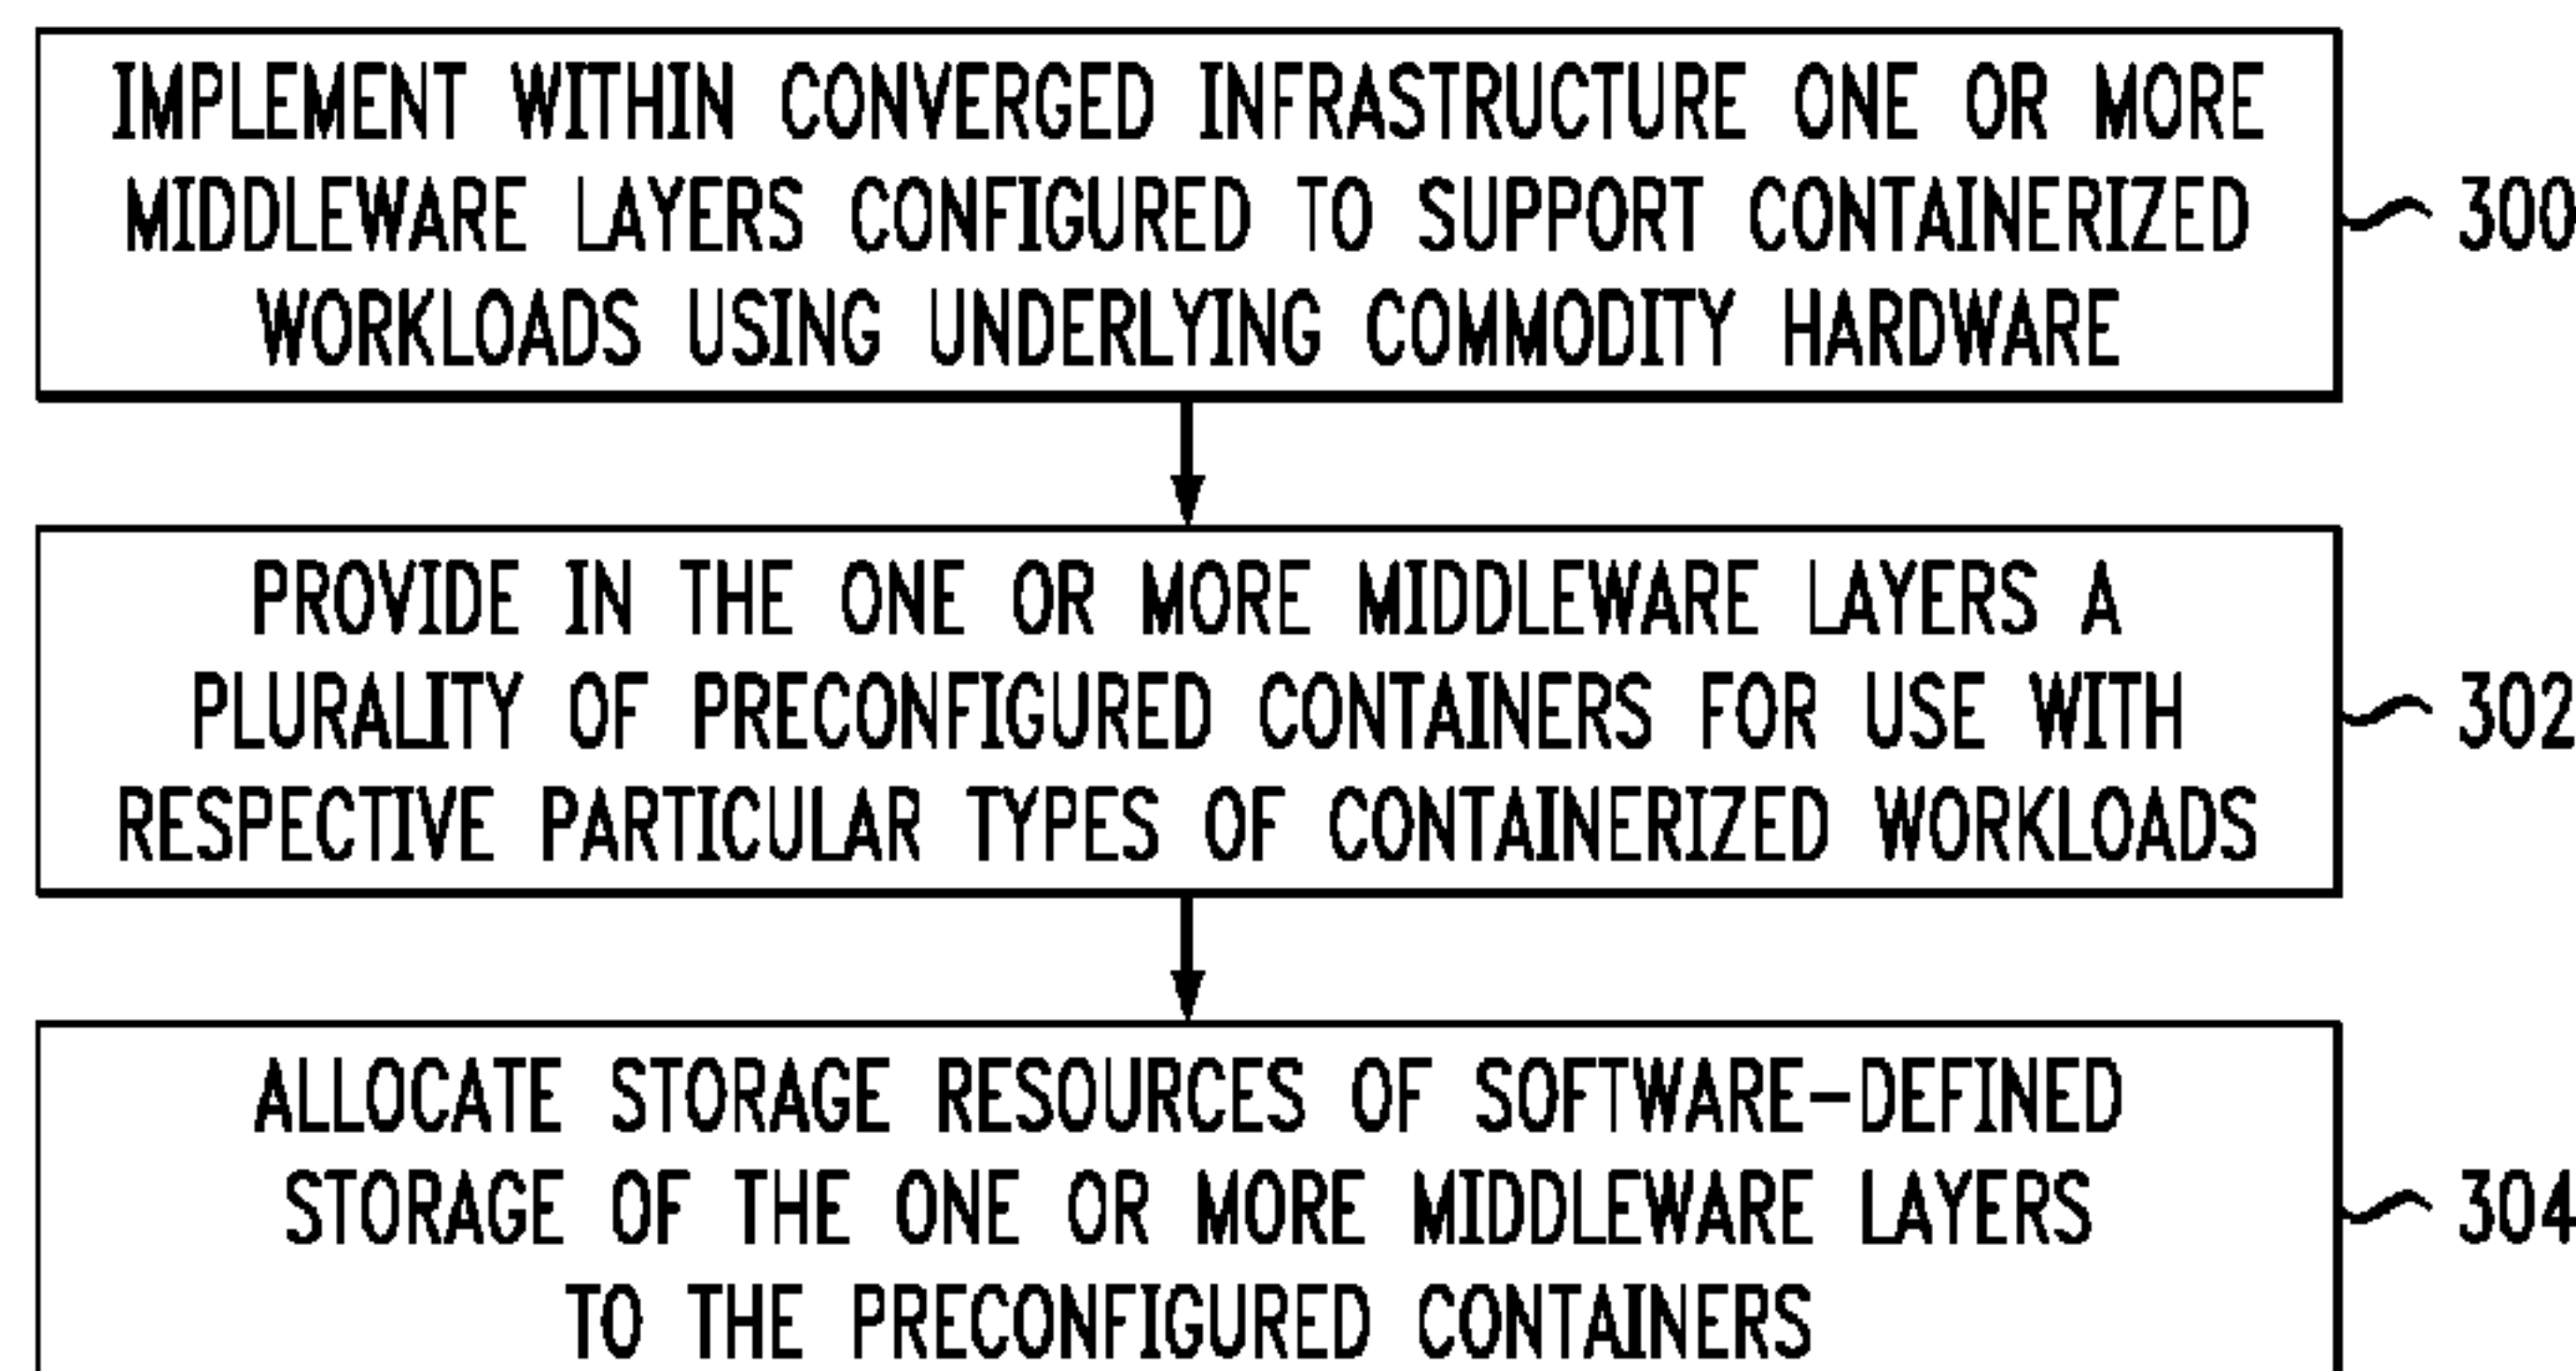 IMPLEMENT WITHIN CONVERGED INFRASTRUCTURE ONE OR MORE
MIDDLEWARE LAYERS CONFIGURED TO SUPPORT CONTAINERIZED
WORKLOADS USING UNDERLYING COMMODITY HARDWARE
300
PROVIDE IN THE ONE OR MORE MIDDLEWARE LAYERS A
PLURALITY OF PRECONFIGURED CONTAINERS FOR USE WITH
RESPECTIVE PARTICULAR TYPES OF CONTAINERIZED WORKLOADS
302
ALLOCATE STORAGE RESOURCES OF SOFTWARE-DEFINED
STORAGE OF THE ONE OR MORE MIDDLEWARE LAYERS
TO THE PRECONFIGURED CONTAINERS
304